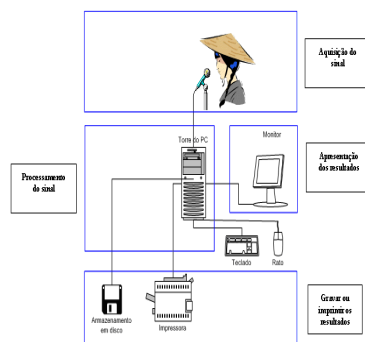 Aquisição do
sinal
Torre do PC
Monitor
Apresentação
dos resultados
Processamento
do sinal
Teclado
Rato
Armazenamento
em disco
Impressora
Gravar ou
imprimir os
resultados